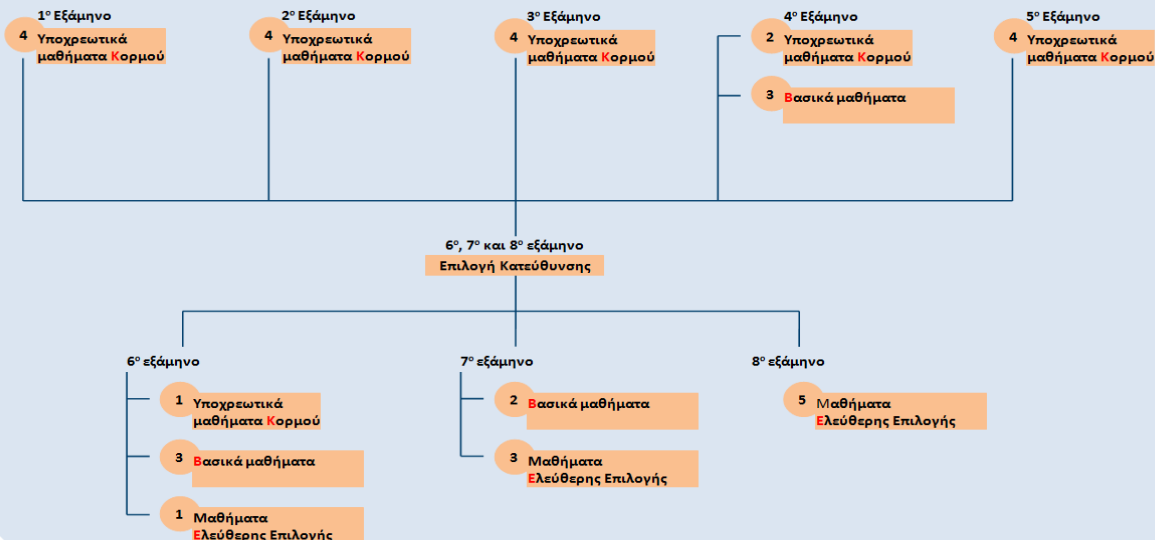 1ο Εξάμηνο
4 Υποχρεωτικά
μαθήματα Κορμού
2ο Εξάμηνο
4 Υποχρεωτικά
μαθήματα Κορμού
3ο Εξάμηνο
4 Υποχρεωτικά
μαθήματα Κορμού
4ο Εξάμηνο
2 Υποχρεωτικά
μαθήματα Κορμού
3 Βασικά μαθήματα
5ο Εξάμηνο
4 Υποχρεωτικά
μαθήματα Κορμού
6ο, 7ο και 8ο εξάμηνο
Επιλογή Κατεύθυνσης
6ο εξάμηνο
1 Υποχρεωτικά
μαθήματα Κορμού
3 Βασικά μαθήματα
1 Μαθήματα
Ελεύθερης Επιλογής
7ο εξάμηνο
2 Βασικά μαθήματα
3 Μαθήματα
Ελεύθερης Επιλογής
8ο εξάμηνο
5 Μαθήματα
Ελεύθερης Επιλογής